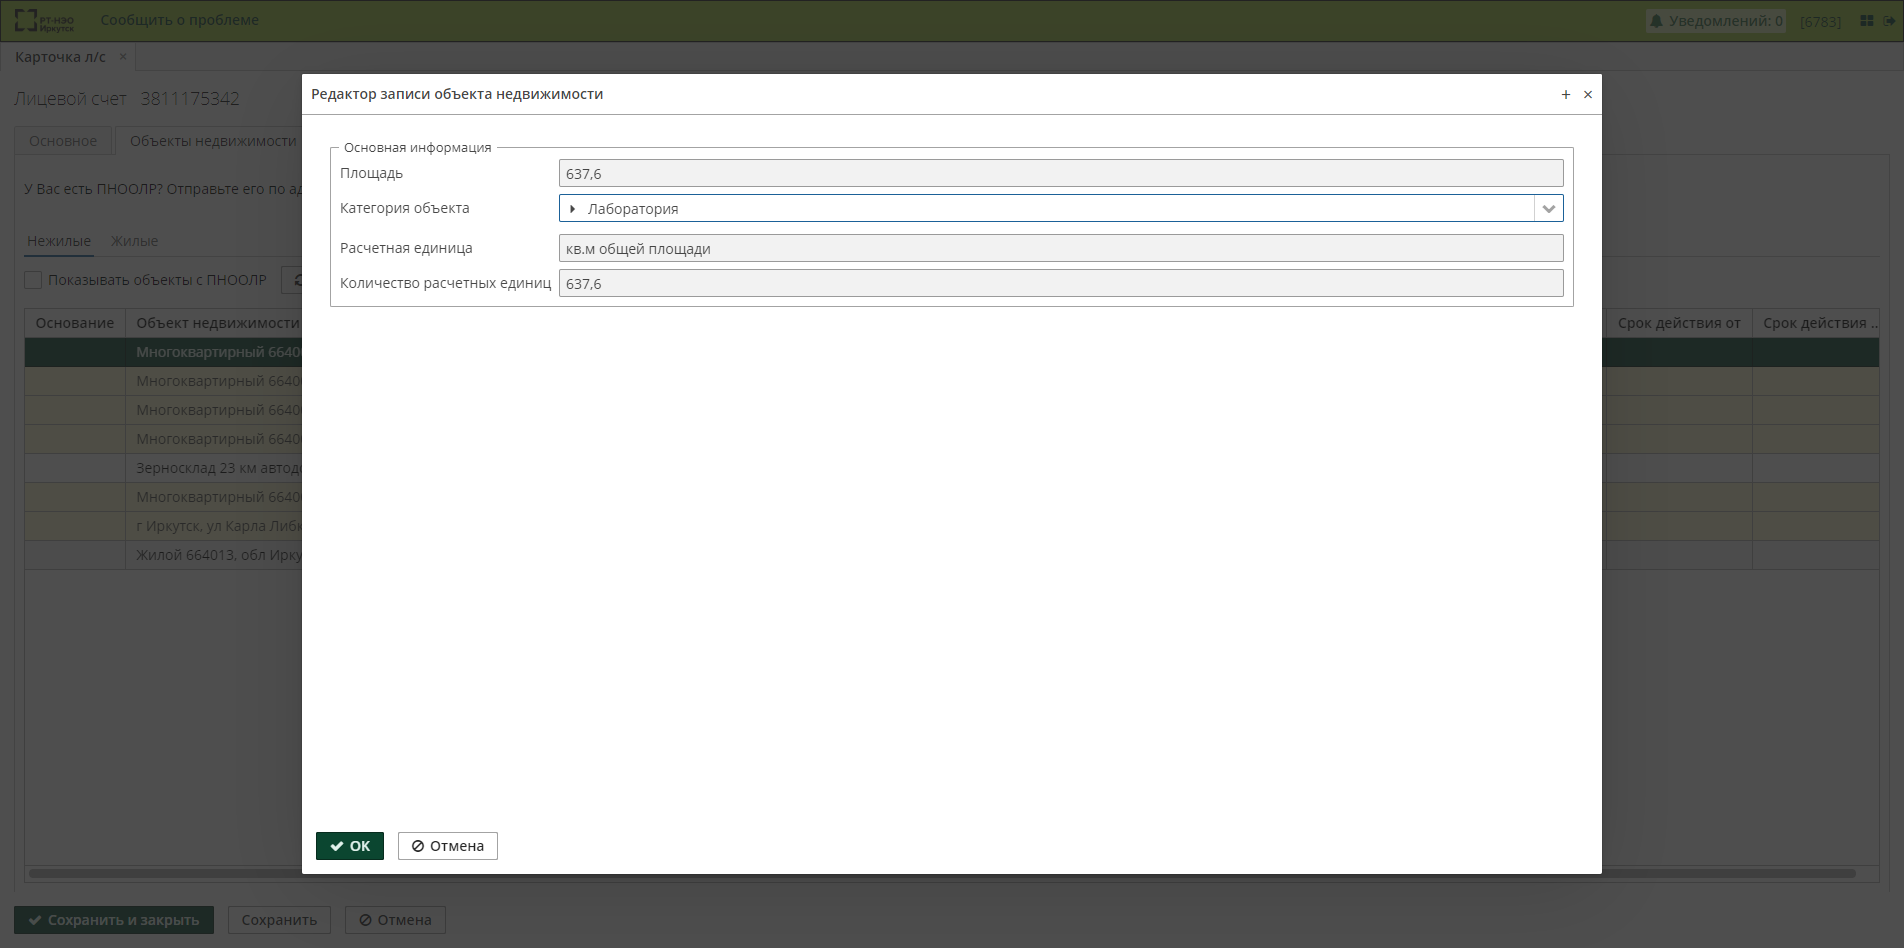 РТ-НЭО
Иркутск
Сообщить о проблеме
Уведомлений: 0
[6783]
Карточка л/с ×
Лицевой счет 3811175342
Основное
Объекты недвижимости
У Вас есть ПНООЛР? Отправьте его по ад
Нежилые
Жилые
Показывать объекты с ПНООЛР
Основание
Объект недвижимости
Срок действия от
Срок действия ..
Многоквартирный 6640
Многоквартирный 6640
Многоквартирный 6640
Многоквартирный 6640
Зерносклад 23 км автод
Многоквартирный 6640
г Иркутск, ул Карла Либк
Жилой 664013, обл Ирку
Редактор записи объекта недвижимости
+ ×
Основная информация
Площадь
637,6
Категория объекта
Лаборатория
Расчетная единица
кв.м общей площади
Количество расчетных единиц
637,6
OK
Отмена
Сохранить и закрыть
Сохранить
Отмена